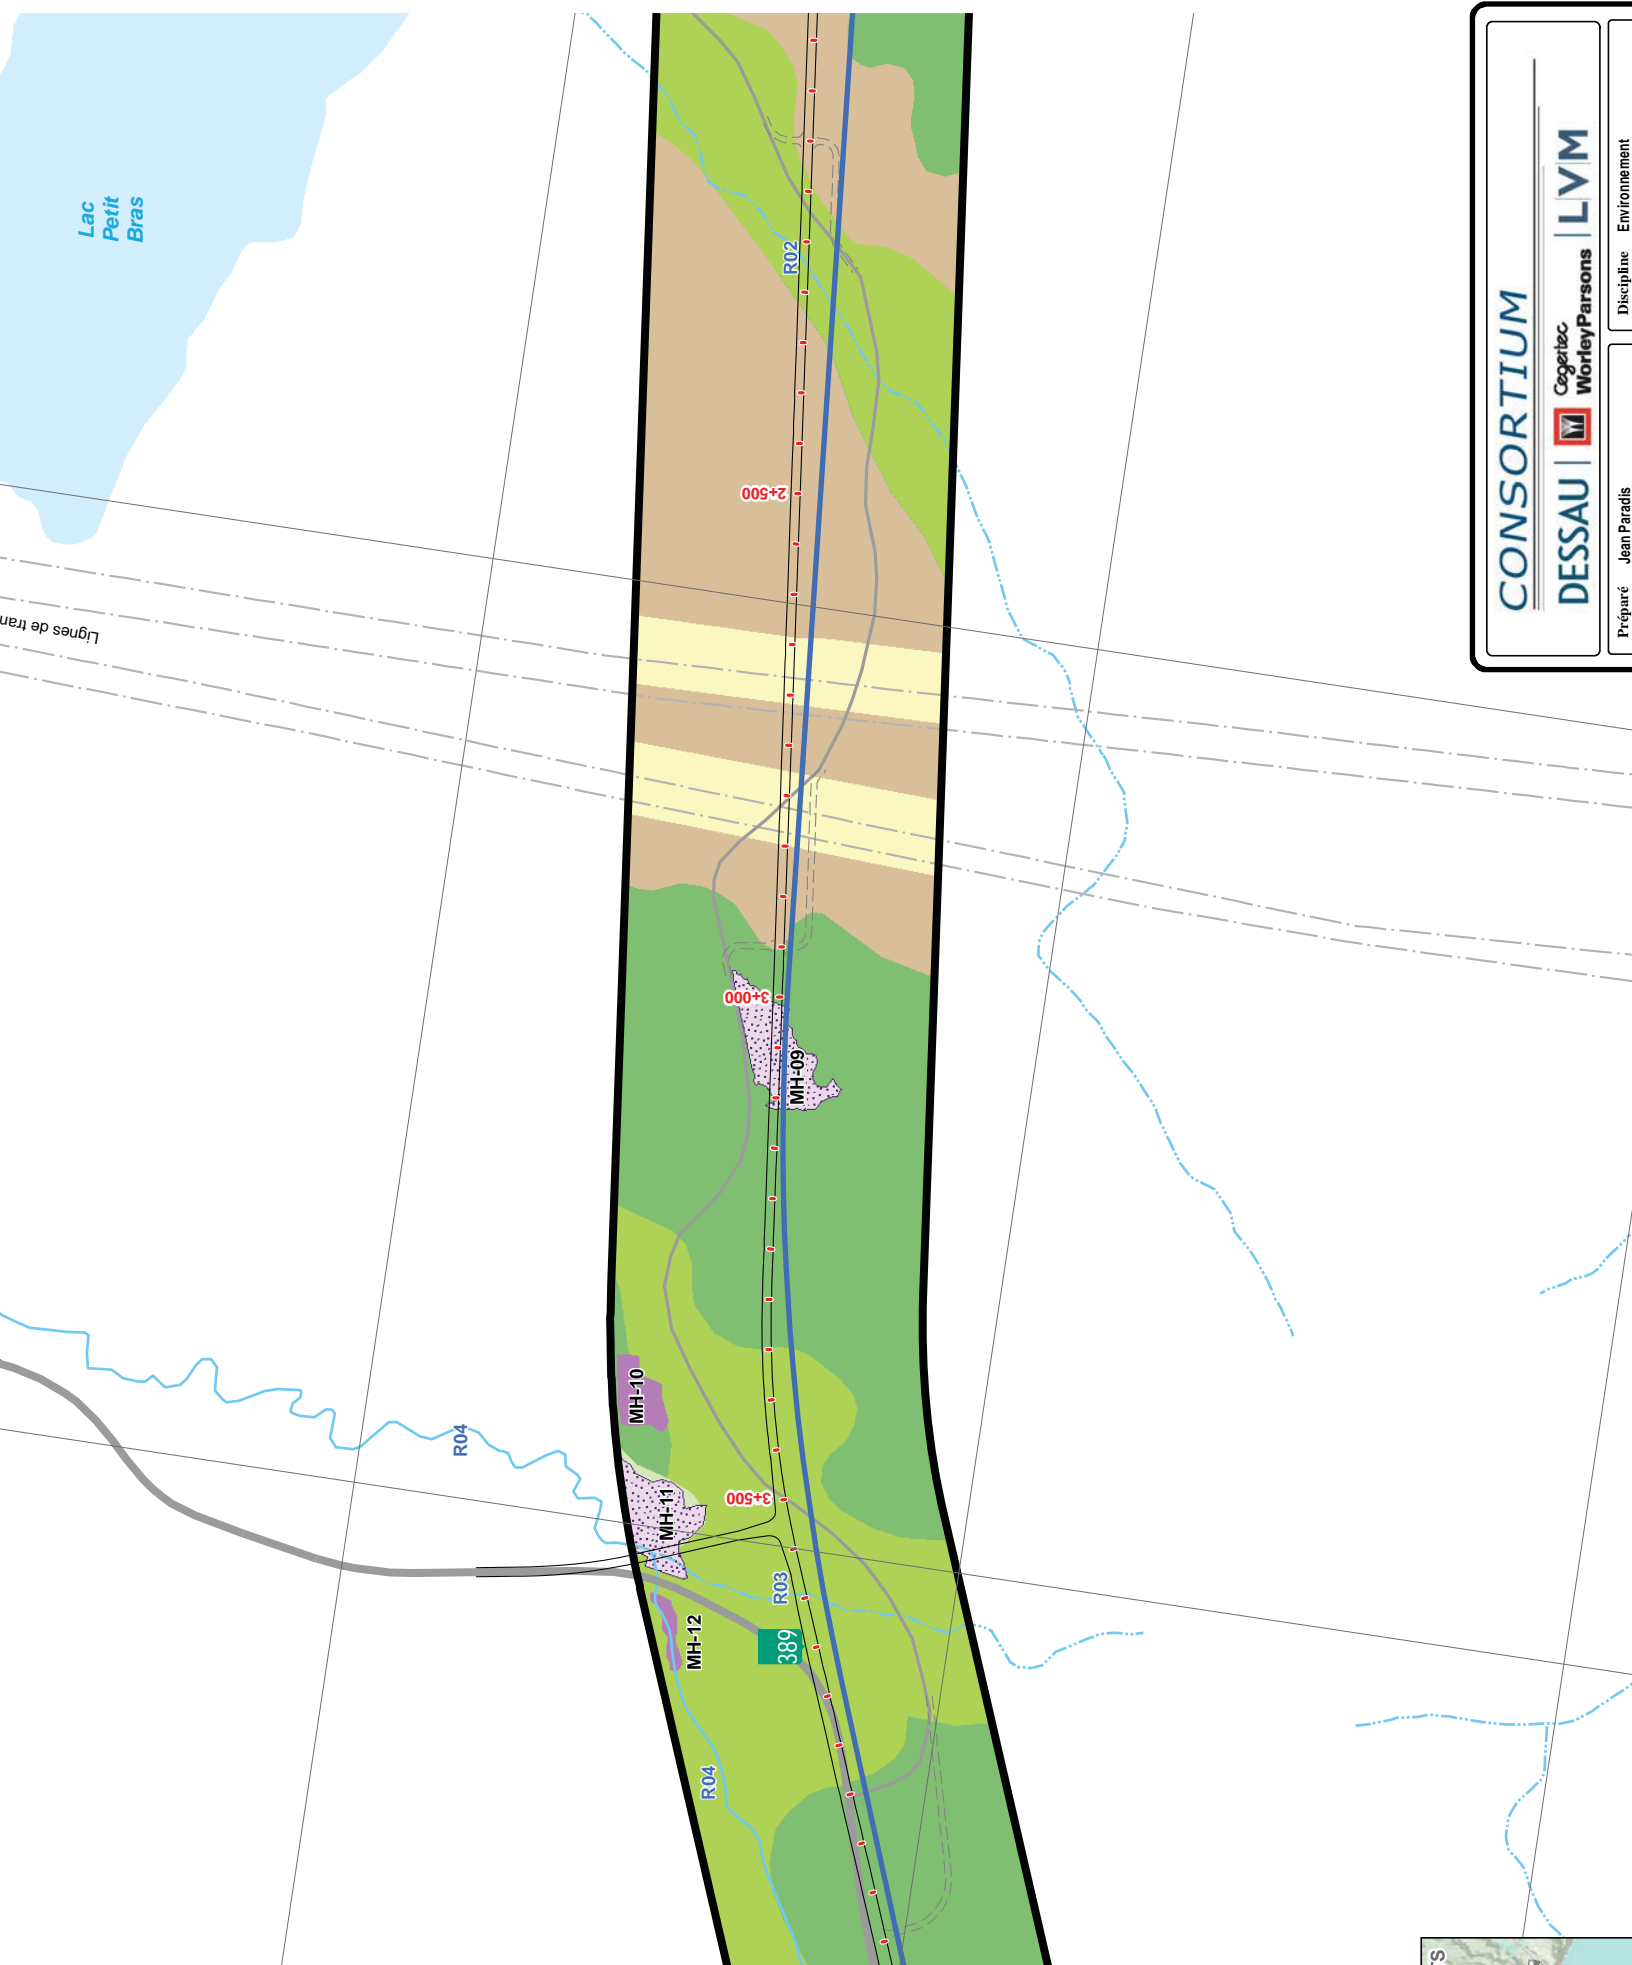 Lac
Petit
Bras
Lignes de tran
R02
2+500
3+000
MH-09
MH-10
R04
MH-11
3+500
R03
389
MH-12
R04
CONSORTIUM
DESSAU
Cegertec
WorleyParsons
LVM
Préparé Jean Paradis
Discipline Environnement
TS